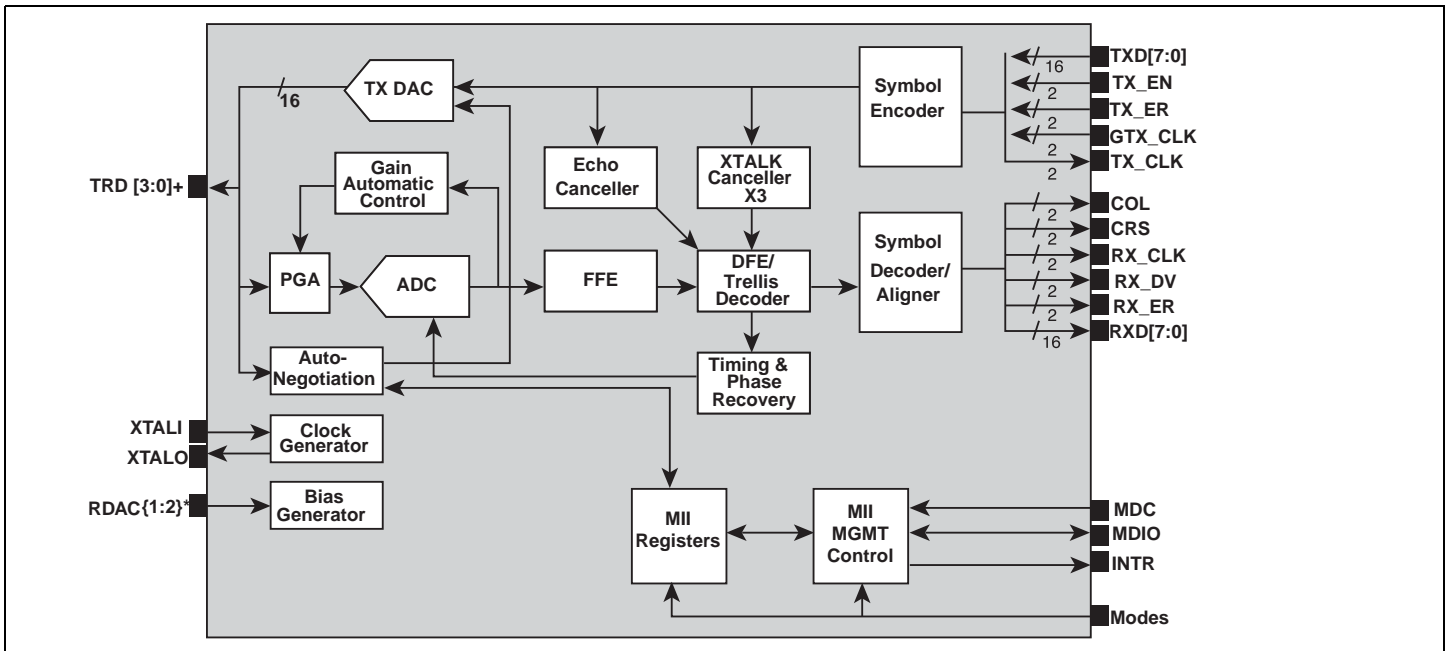 TXD[7:0]
16
TX_EN
2
TX_ER
2
GTX_CLK
2
TX_CLK
2
Symbol
Encoder
TX DAC
16
Echo
Canceller
XTALK
Canceller
X3
Gain
Automatic
Control
TRD [3:0]+
COL
2
CRS
2
RX_CLK
2
RX_DV
2
RX_ER
2
RXD[7:0]
16
Symbol
Decoder/
Aligner
PGA
ADC
FFE
DFE/
Trellis
Decoder
Auto-
Negotiation
Timing &
Phase
Recovery
XTALI
XTALO
Clock
Generator
RDAC{1:2}*
Bias
Generator
MII
Registers
MII
MGMT
Control
MDC
MDIO
INTR
Modes